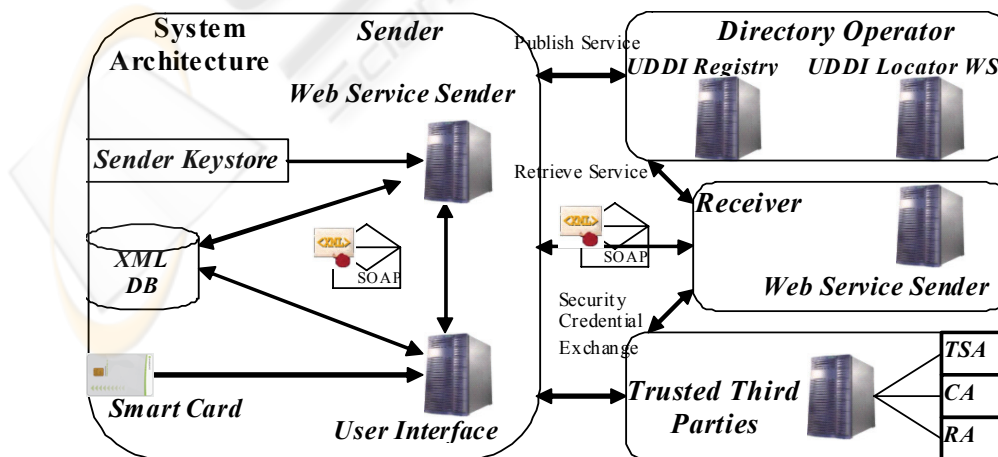 System
Architecture
Sender
Web Service Sender
Sender Keystore
XML
DB
<XML>
SOAP
Smart Card
User Interface
Publish Service
Retrieve Service
<XML>
SOAP
Security
Credential
Exchange
Directory Operator
UDDI Registry
UDDI Locator WS
Receiver
Web Service Sender
Trusted Third
Parties
TSA
CA
RA